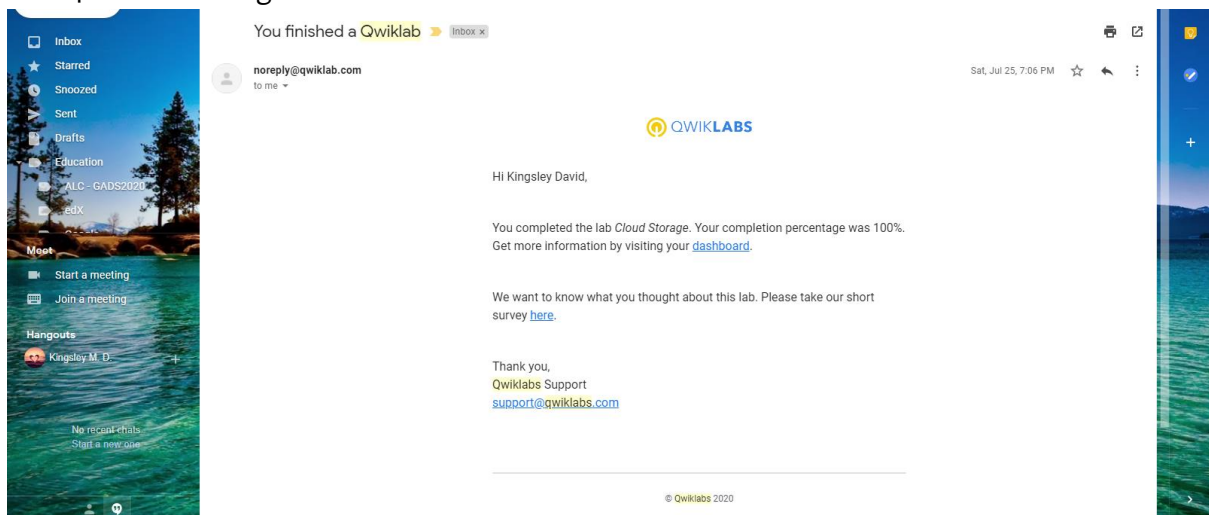 You finished a Qwiklab
Inbox x
Inbox
Starred
Snoozed
Sent
Drafts
Education
ALC - GADS2020
edX
Meet
Start a meeting
Join a meeting
Hangouts
Kingsley M. D.
No recent chats
Start a new one
noreply@qwiklab.com
to me
Sat, Jul 25, 7:06 PM
QWIKLABS
Hi Kingsley David,
You completed the lab Cloud Storage. Your completion percentage was 100%.
Get more information by visiting your dashboard.
We want to know what you thought about this lab. Please take our short
survey here.
Thank you,
Qwiklabs Support
support@qwiklabs.com
© Qwiklabs 2020